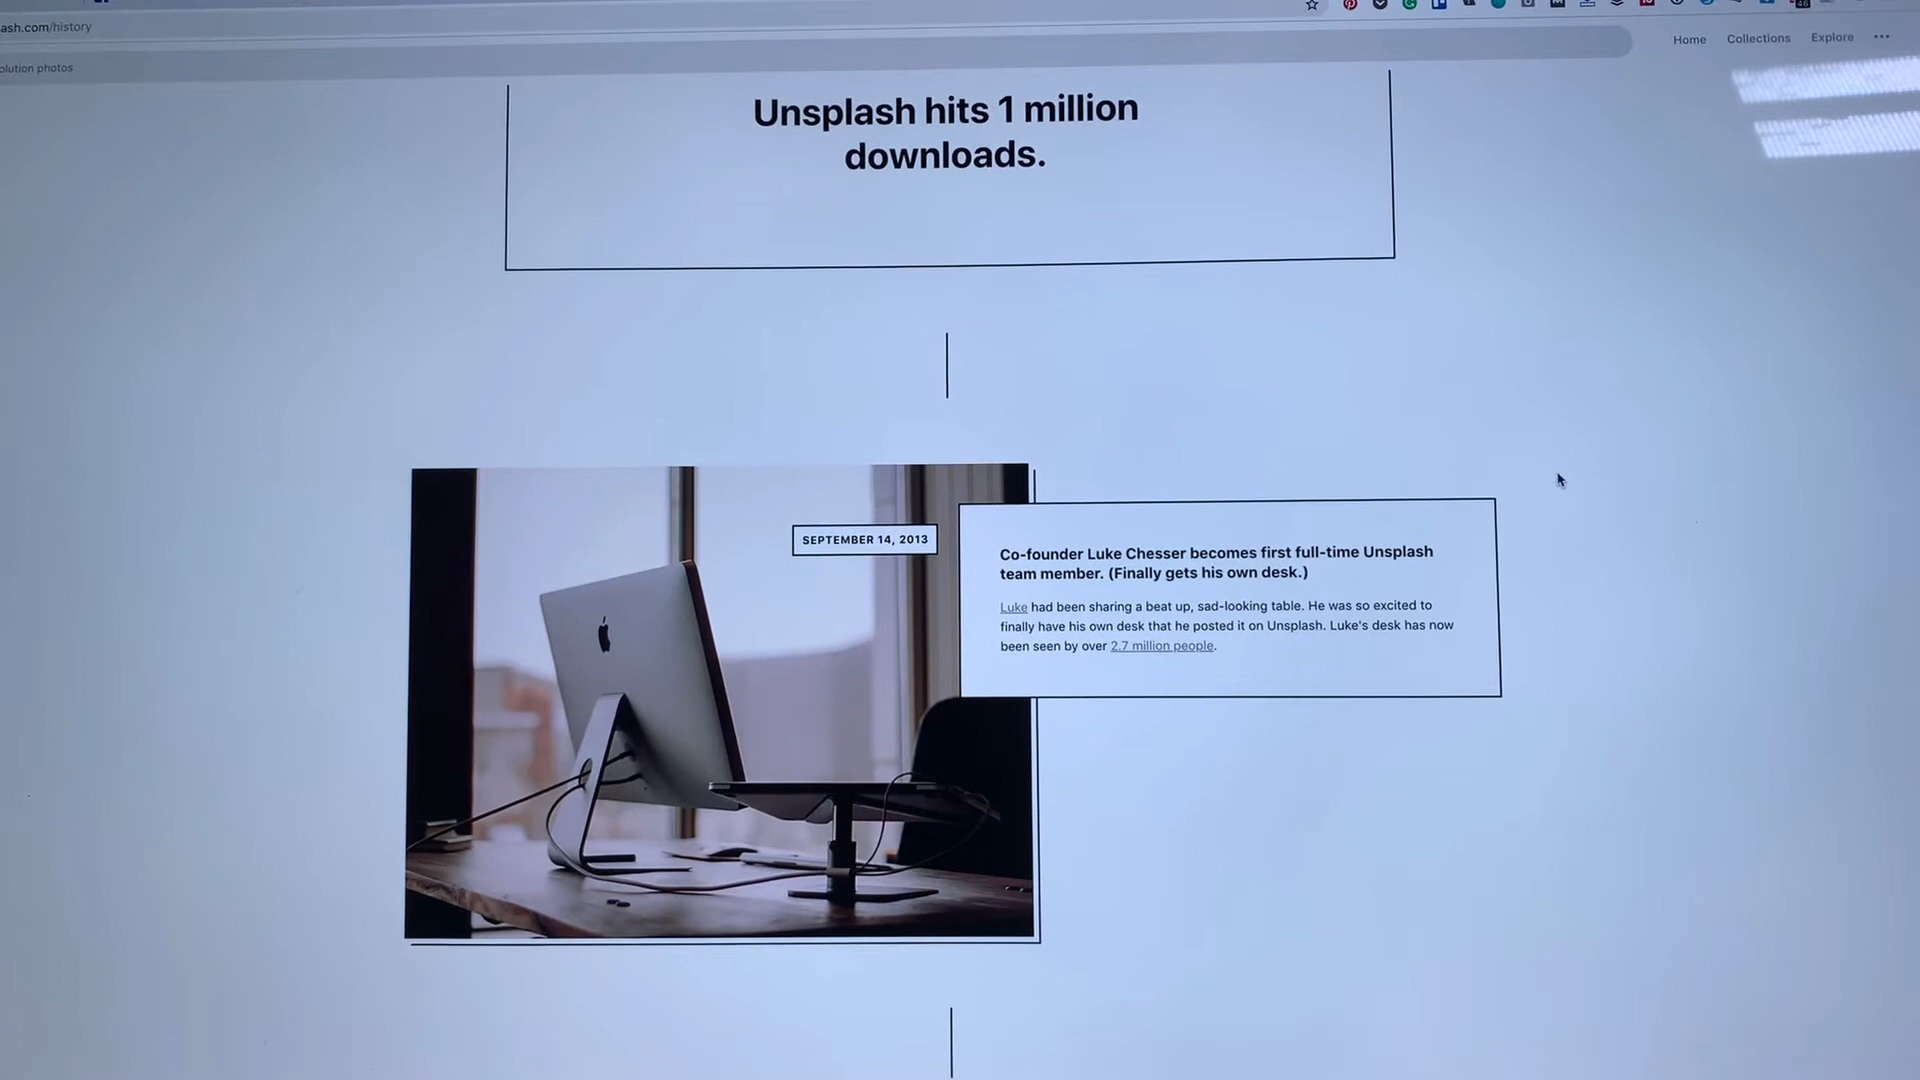 ash.com/history
Home Collections Explore
olution photos
Unsplash hits 1 million
downloads.
SEPTEMBER 14, 2013
Co-founder Luke Chesser becomes first full-time Unsplash
team member. (Finally gets his own desk.)
Luke had been sharing a beat up, sad-looking table. He was so excited to
finally have his own desk that he posted it on Unsplash. Luke's desk has now
been seen by over 2.7 million people.